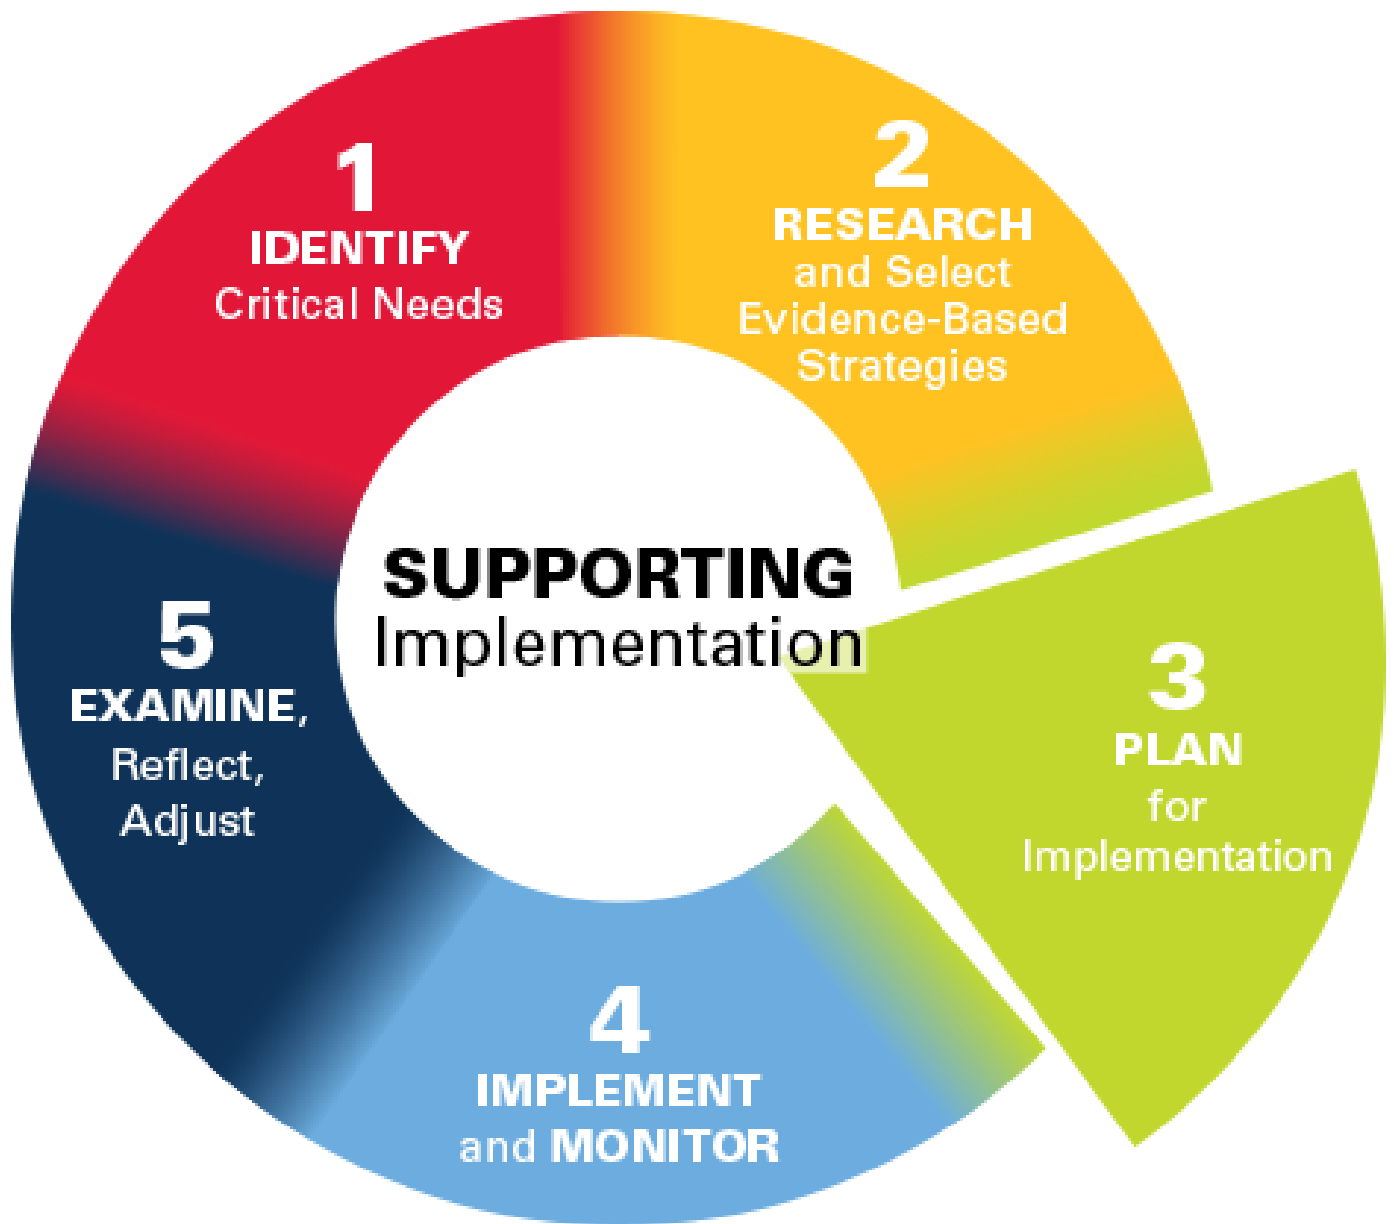 1
IDENTIFY
Critical Needs
2
RESEARCH
and Select
Evidence-Based
Strategies
3
PLAN
for
Implementation
4
IMPLEMENT
and MONITOR
5
EXAMINE,
Reflect,
Adjust
SUPPORTING
Implementation